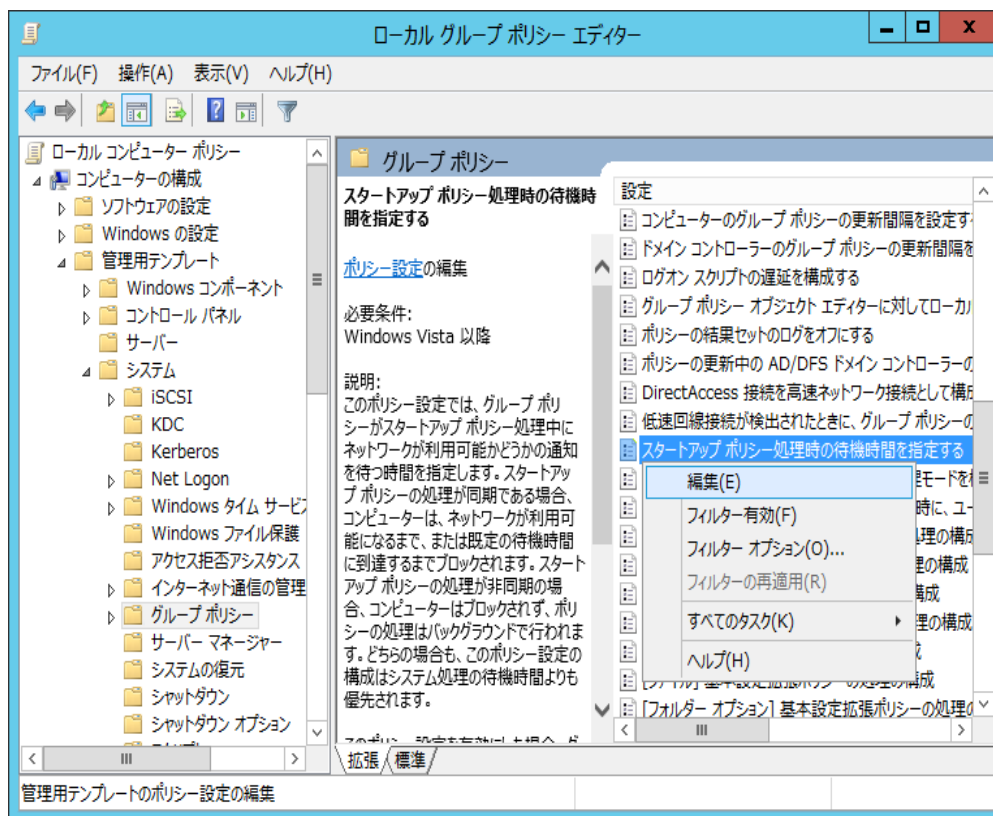 ローカル グループ ポリシー エディター
ファイル(F) 操作(A) 表示(V) ヘルプ(H)
ローカル コンピューター ポリシー
コンピューターの構成
ソフトウェアの設定
Windows の設定
管理用テンプレート
Windows コンポーネント
コントロール パネル
サーバー
システム
iSCSI
KDC
Kerberos
Net Logon
Windows タイム サービス
Windows ファイル保護
アクセス拒否アシスタンス
インターネット通信の管理
グループ ポリシー
サーバー マネージャー
システムの復元
シャットダウン
シャットダウン オプション
グループ ポリシー
スタートアップ ポリシー処理時の待機時
間を指定する
ポリシー設定の編集
必要条件:
Windows Vista 以降
説明:
このポリシー設定では、グループ ポリ
シーがスタートアップ ポリシー処理中に
ネットワークが利用可能かどうかの通知
を待つ時間を指定します。スタートアッ
プ ポリシーの処理が同期である場合、
コンピューターは、ネットワークが利用可
能になるまで、または既定の待機時間
に到達するまでブロックされます。スタート
アップ ポリシーの処理が非同期の場
合、コンピューターはブロックされず、ポリ
シーの処理はバックグラウンドで行われま
す。どちらの場合も、このポリシー設定の
構成はシステム処理の待機時間よりも
優先されます。
このポリシー設定を有効にした場合、グ
設定
コンピューターのグループ ポリシーの更新間隔を設定す
ドメイン コントローラーのグループ ポリシーの更新間隔を
ログオン スクリプトの遅延を構成する
グループ ポリシー オブジェクト エディターに対してローカ
ポリシーの結果セットのログをオフにする
ポリシーの更新中の AD/DFS ドメイン コントローラーの
DirectAccess 接続を高速ネットワーク接続として構成
低速回線接続が検出されたときに、グループ ポリシーの
スタートアップ ポリシー処理時の待機時間を指定する
編集(E)
フィルター有効(F)
フィルター オプション(O)...
フィルターの再適用(R)
すべてのタスク(K)
ヘルプ(H)
モードを
時に、ユー
理の構成
の構成
構成
理の構成
[ファイル] 基本設定拡張ポリシーの処理の構成
[フォルダー オプション] 基本設定拡張ポリシーの処理の
拡張 標準
管理用テンプレートのポリシー設定の編集